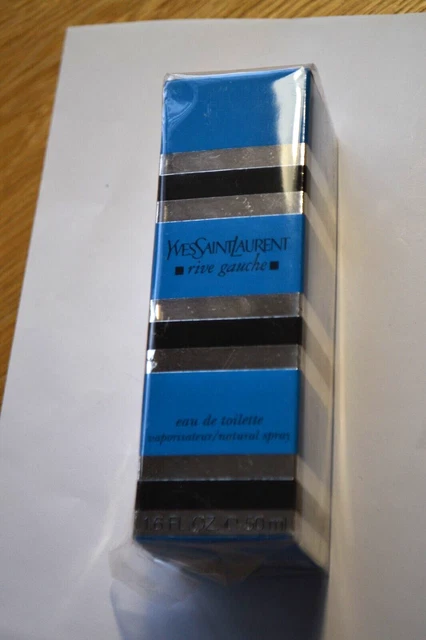 YVESSAINTLAURENT
rive gauche
eau de toilette
vaporisateur/natural spray
1.6 FL.OZ. ℮ 50 ml